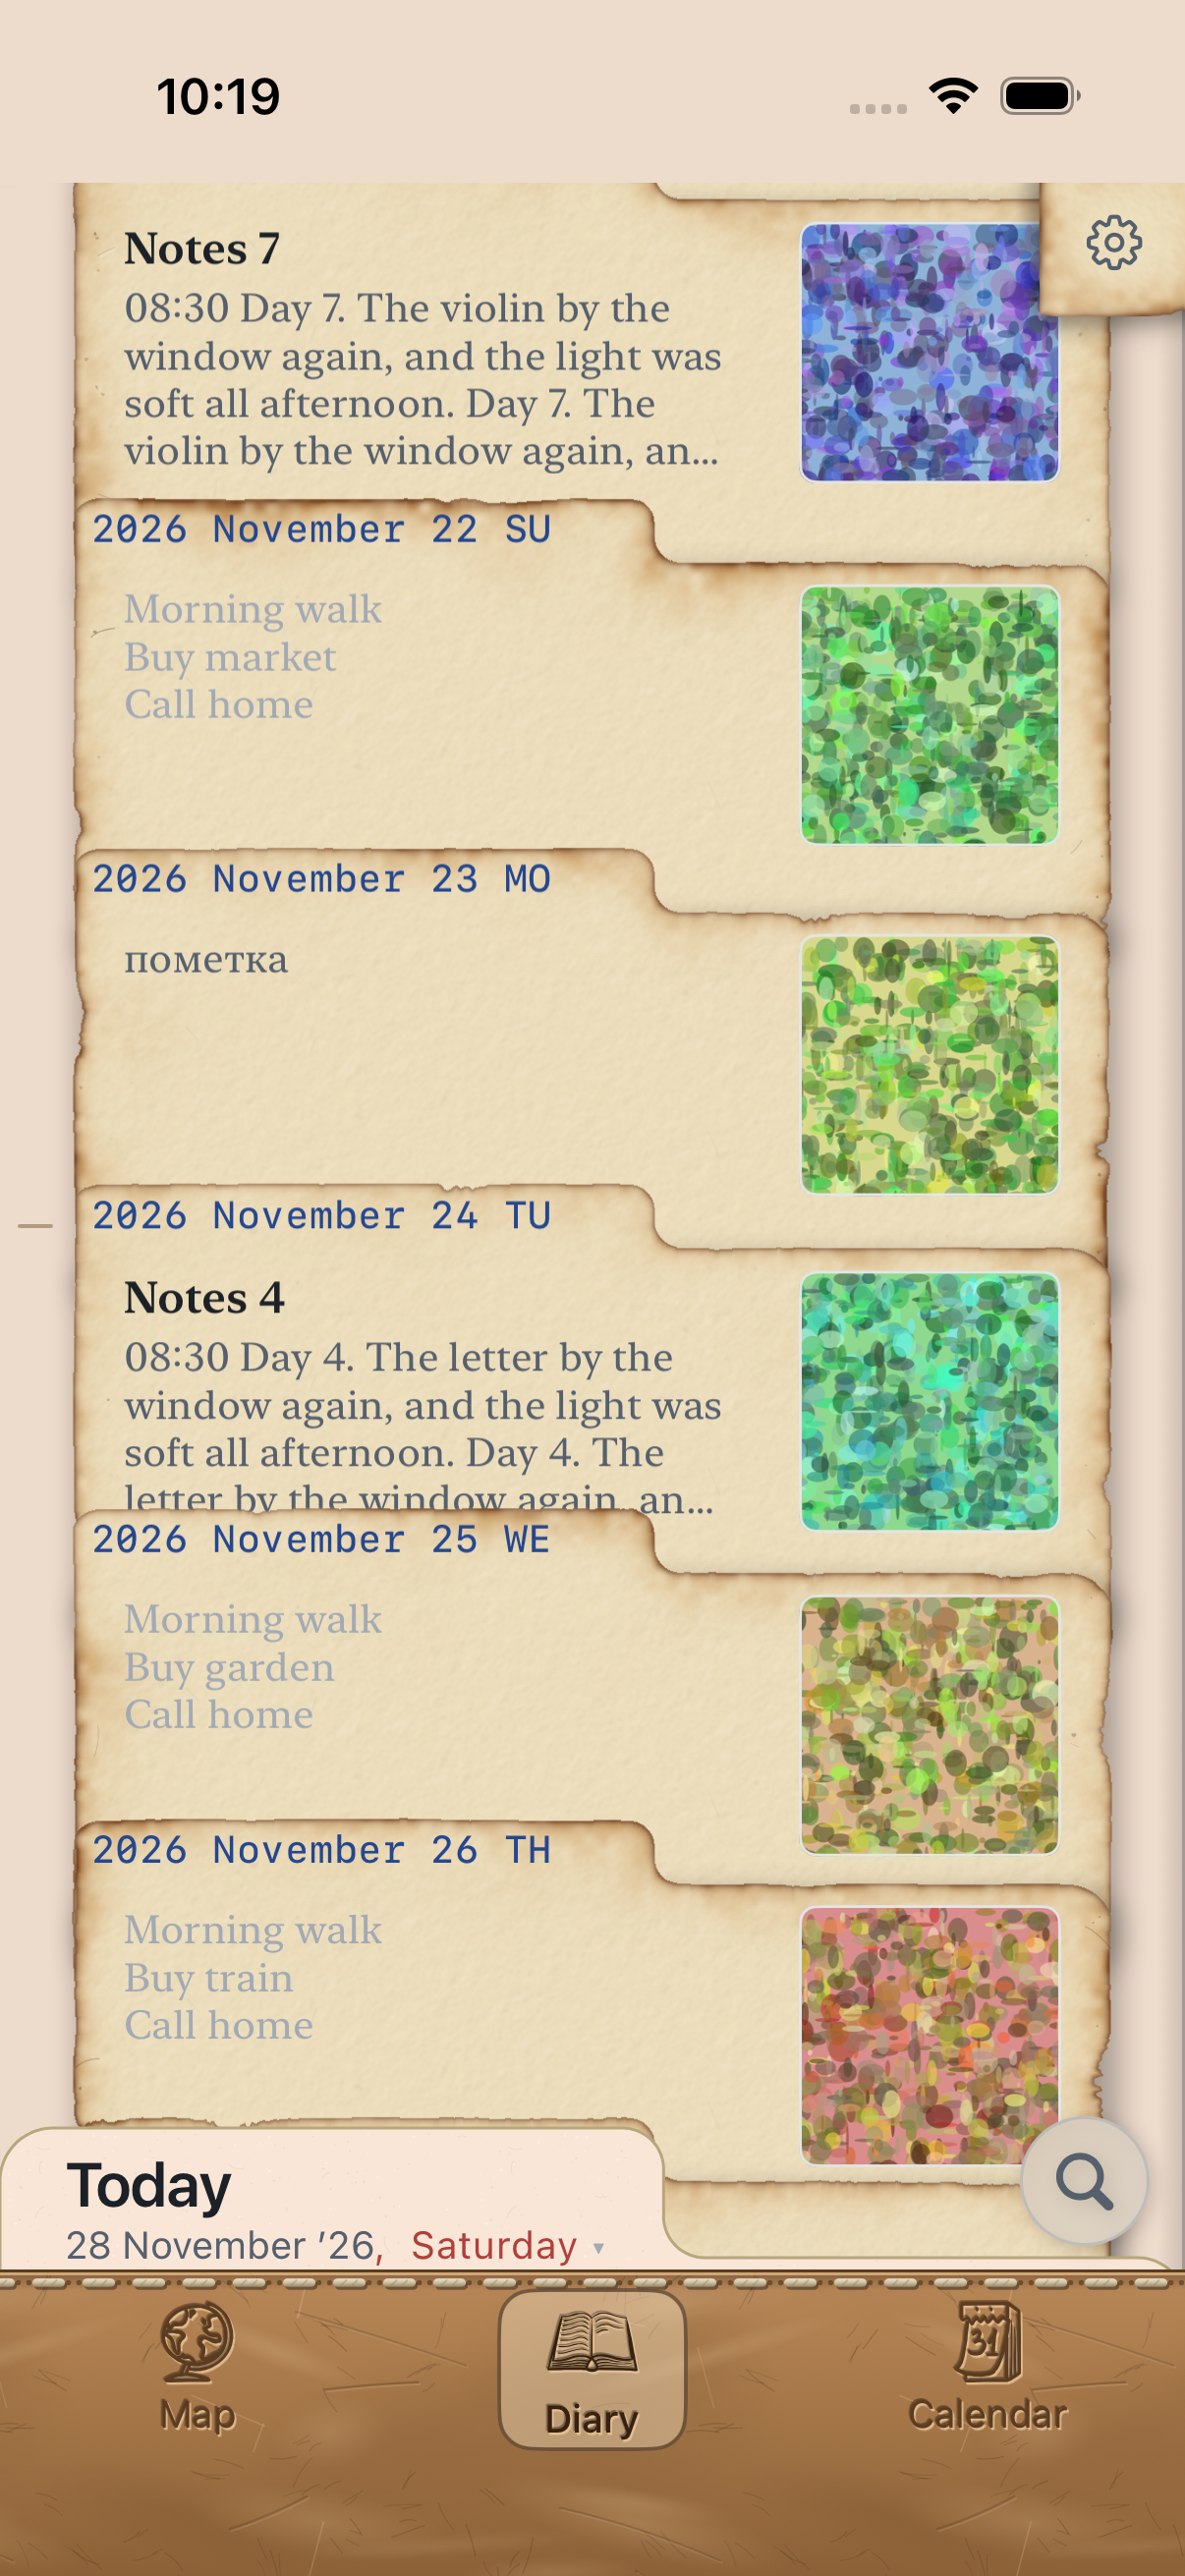 10:19
Notes 7
08:30 Day 7. The violin by the
window again, and the light was
soft all afternoon. Day 7. The
violin by the window again, an...
2026 November 22 SU
Morning walk
Buy market
Call home
2026 November 23 MO
пометка
2026 November 24 TU
Notes 4
08:30 Day 4. The letter by the
window again, and the light was
soft all afternoon. Day 4. The
letter by the window again, an...
2026 November 25 WE
Morning walk
Buy garden
Call home
2026 November 26 TH
Morning walk
Buy train
Call home
Today
28 November ’26, Saturday ▾
31
Map
Diary
Calendar